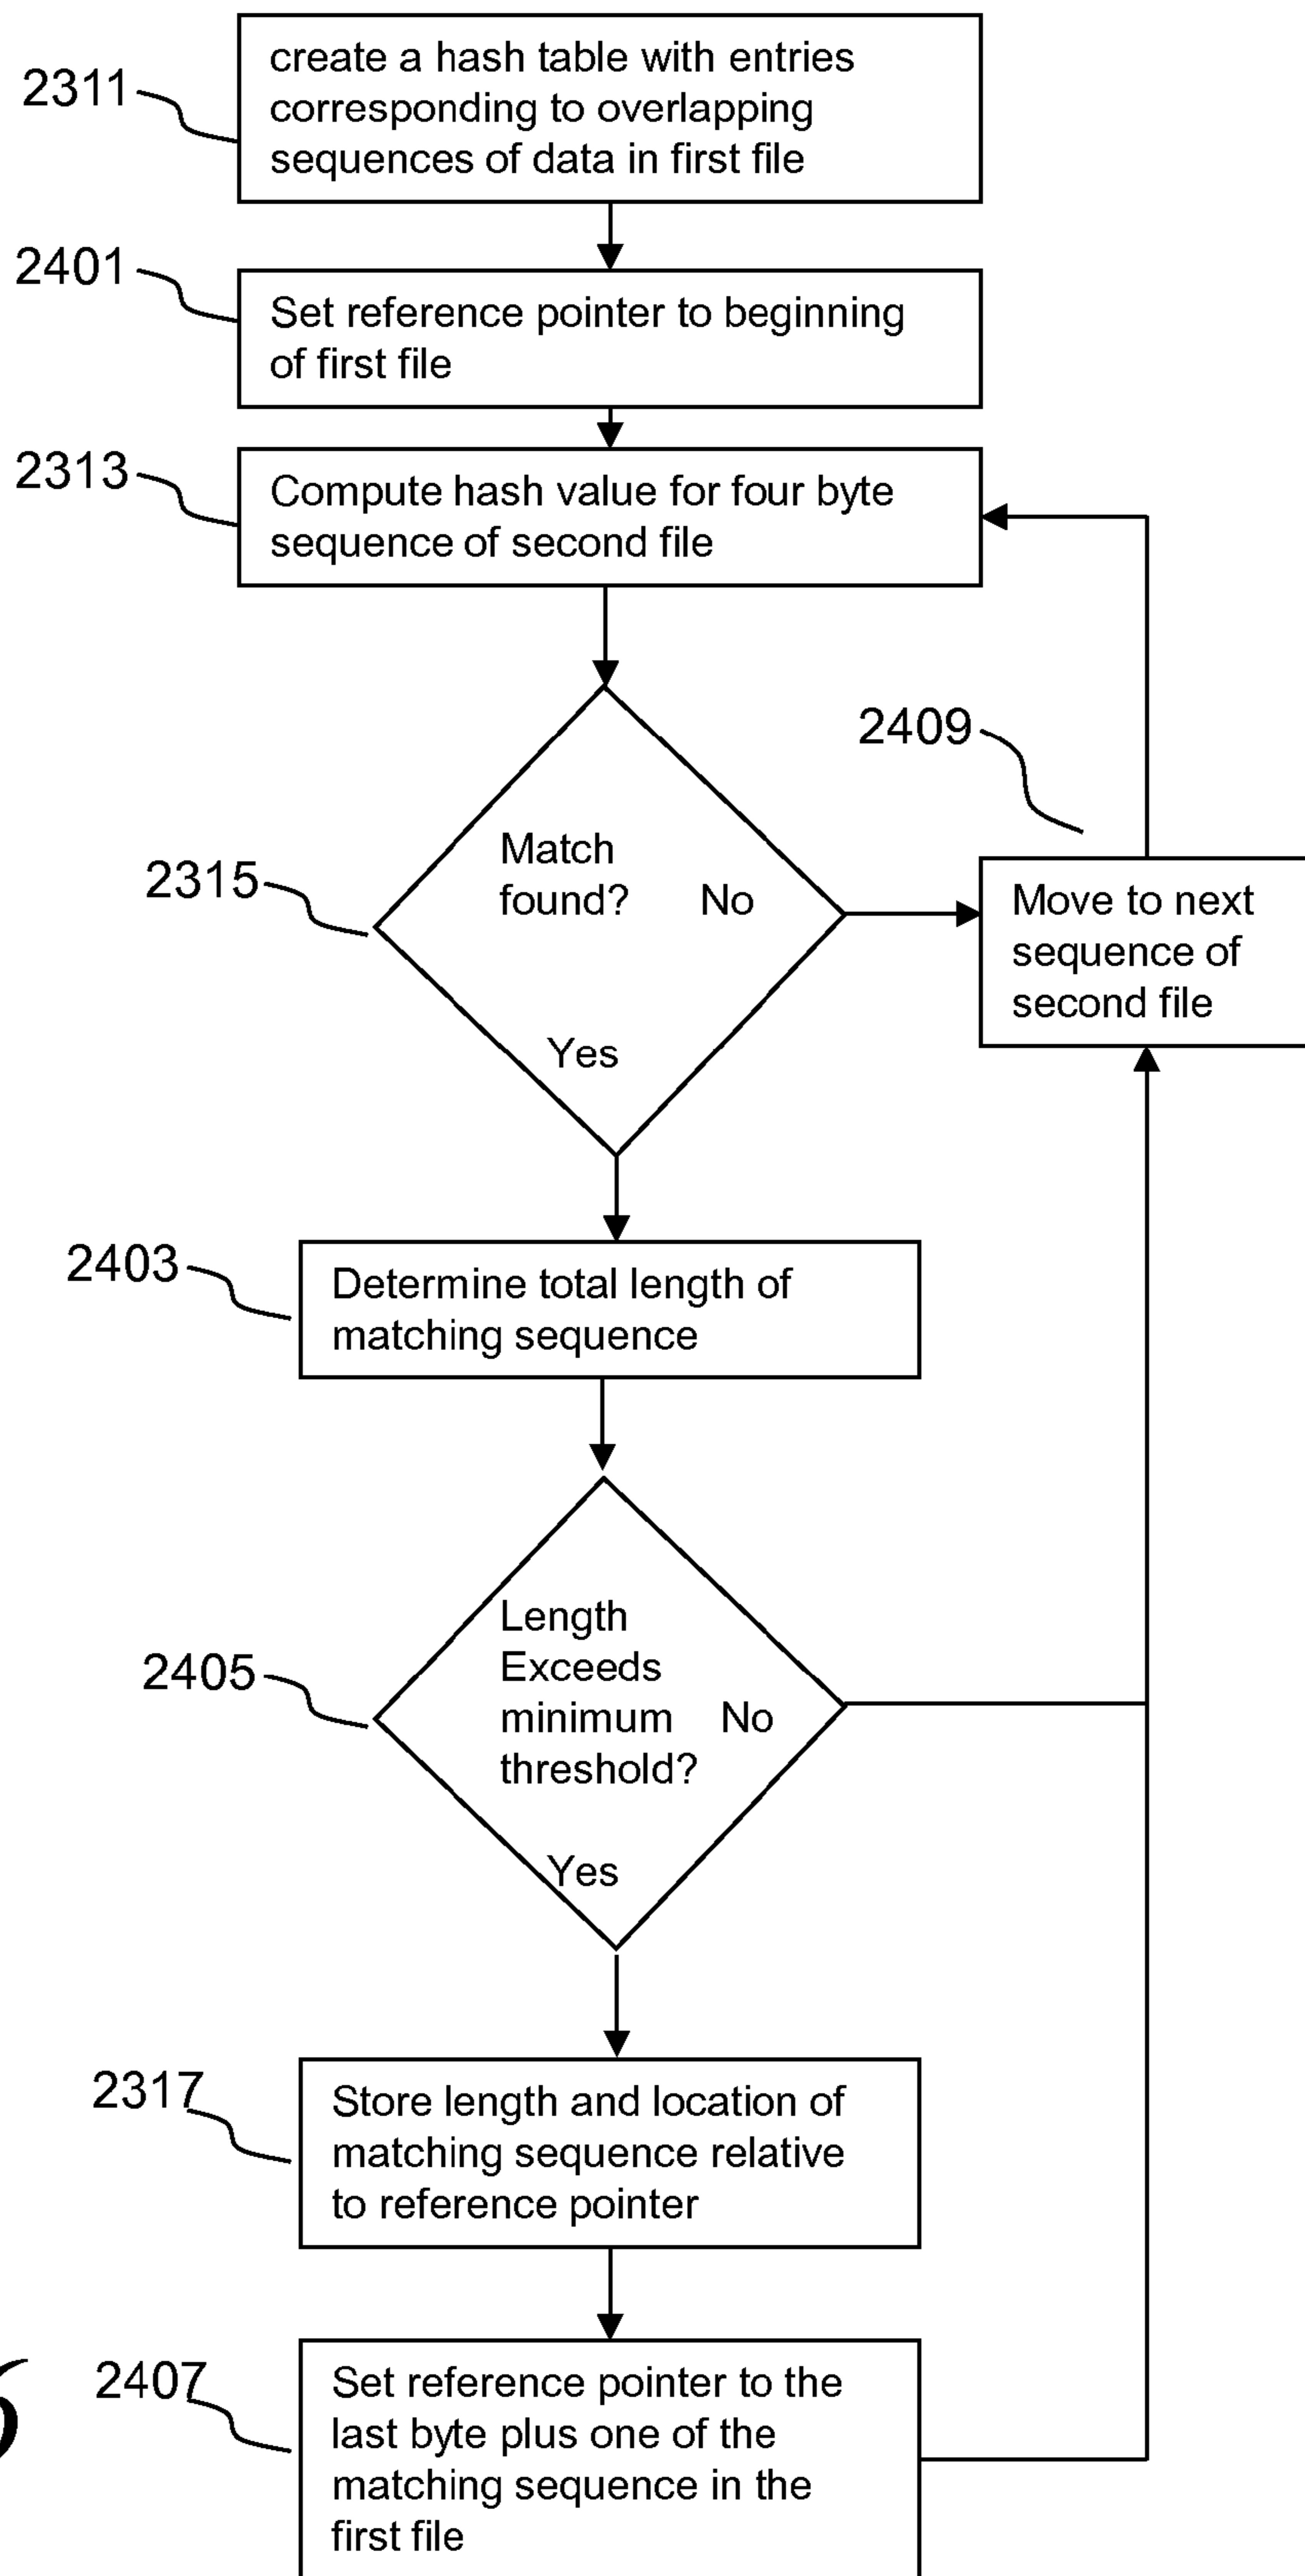 2311
create a hash table with entries
corresponding to overlapping
sequences of data in first file
2401
Set reference pointer to beginning
of first file
2313
Compute hash value for four byte
sequence of second file
2409
2315
Match
found? No
Yes
Move to next
sequence of
second file
2403
Determine total length of
matching sequence
2405
Length
Exceeds
minimum No
threshold?
Yes
2317
Store length and location of
matching sequence relative
to reference pointer
2407
Set reference pointer to the
last byte plus one of the
matching sequence in the
first file